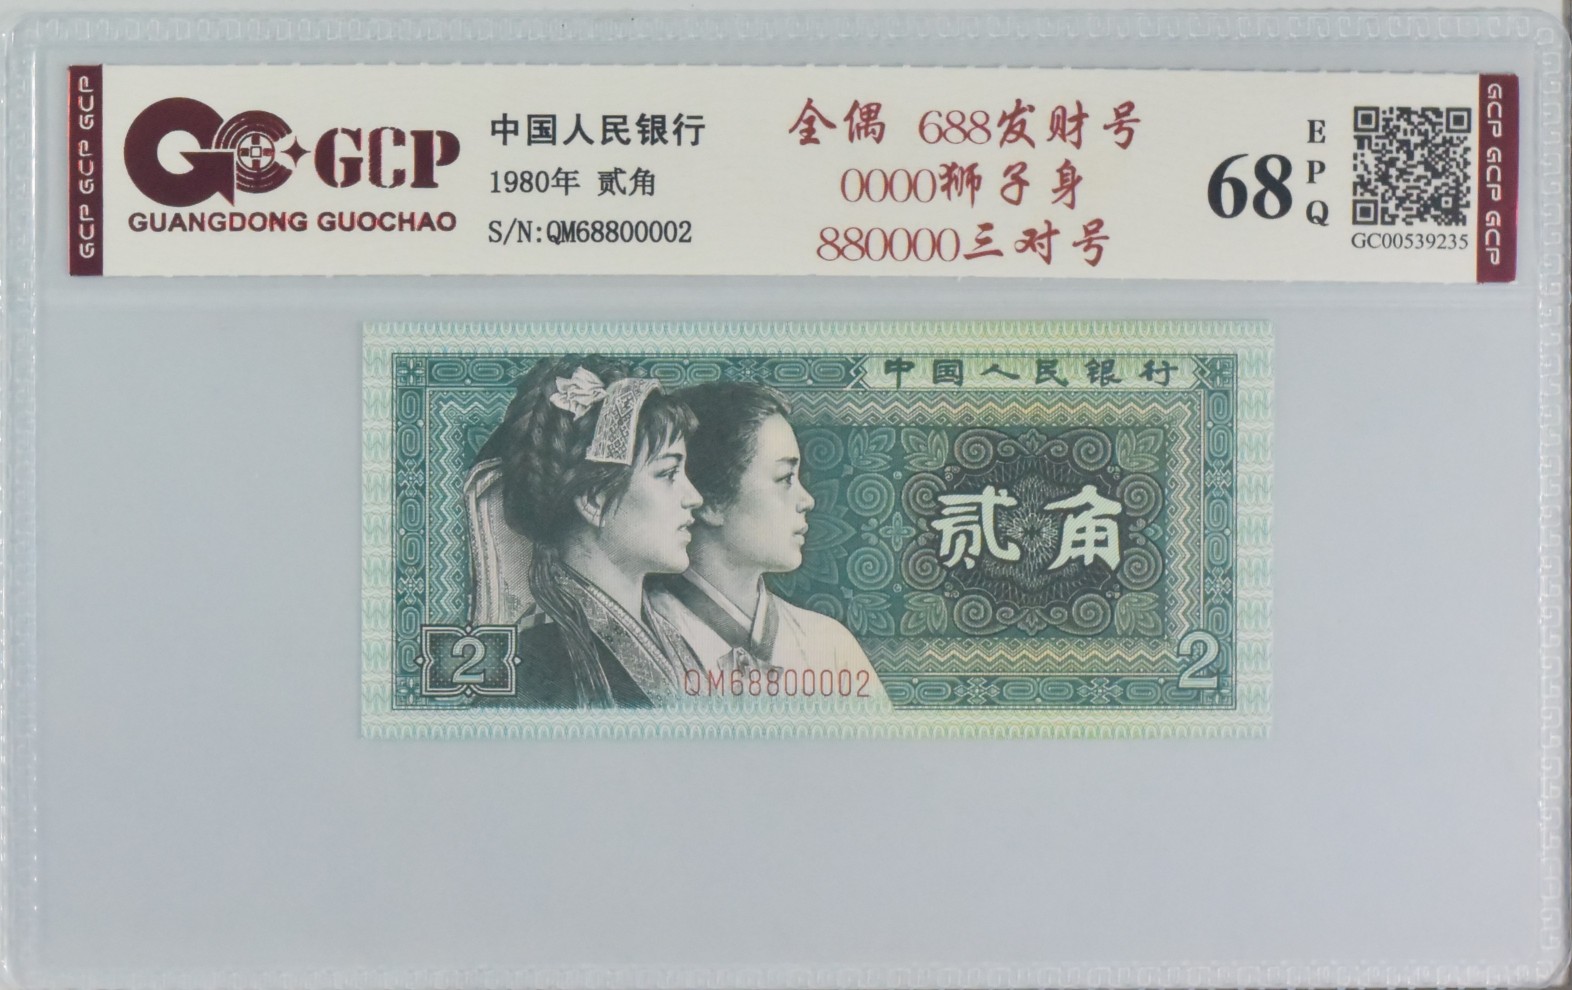 GCP GCP GCP
GCP
GUANGDONG GUOCHAO
中国人民银行
1980年 贰角
S/N:QM68800002
全偶 688发财号
0000狮子身
880000三对号
68
EPQ
GC00539235
GCP GCP GCP
中国人民银行
贰角
2
QM68800002
2